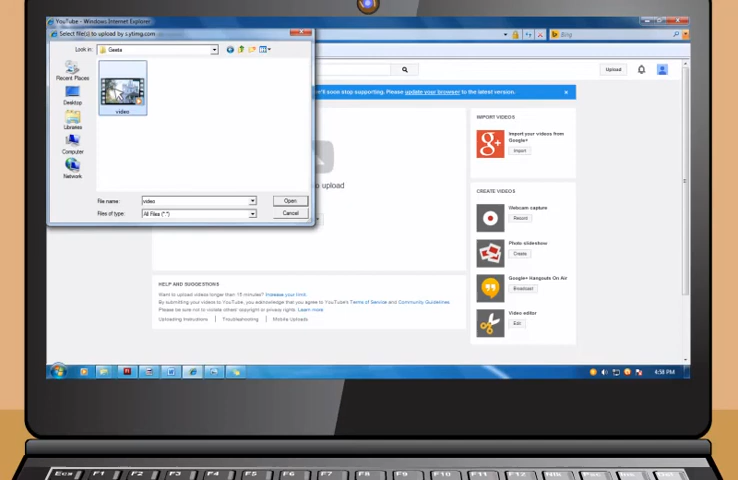 YouTube - Windows Internet Explorer
Select file(s) to upload by s.ytimg.com
Look in:
Geeta
Bing
Recent Places
Desktop
Libraries
Computer
Network
video
File name:
video
Open
Files of type:
All Files (*.*)
Cancel
Upload
n't soon stop supporting. Please update your browser to the latest version.
to upload
IMPORT VIDEOS
Import your videos from
Google+
Import
CREATE VIDEOS
Webcam capture
Record
Photo slideshow
Create
Google+ Hangouts On Air
Broadcast
Video editor
Edit
HELP AND SUGGESTIONS
Want to upload videos longer than 15 minutes? Increase your limit.
By submitting your videos to YouTube, you acknowledge that you agree to YouTube's Terms of Service and Community Guidelines.
Please be sure not to violate others' copyright or privacy rights. Learn more
Uploading Instructions
Troubleshooting
Mobile Uploads
4:58 PM
Esc F1 F2 F3 F4 F5 F6 F7 F8 F9 F10 F11 F12